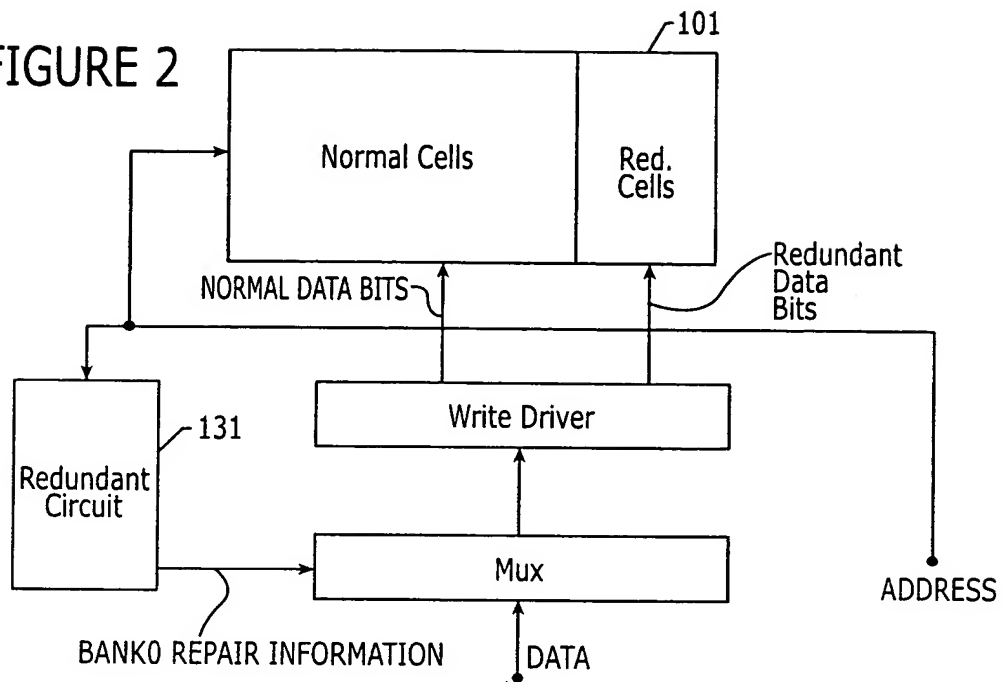 FIGURE 2
101
Normal Cells
Red.
Cells
NORMAL DATA BITS
Redundant
Data
Bits
131
Redundant
Circuit
Write Driver
Mux
ADDRESS
BANK0 REPAIR INFORMATION
DATA